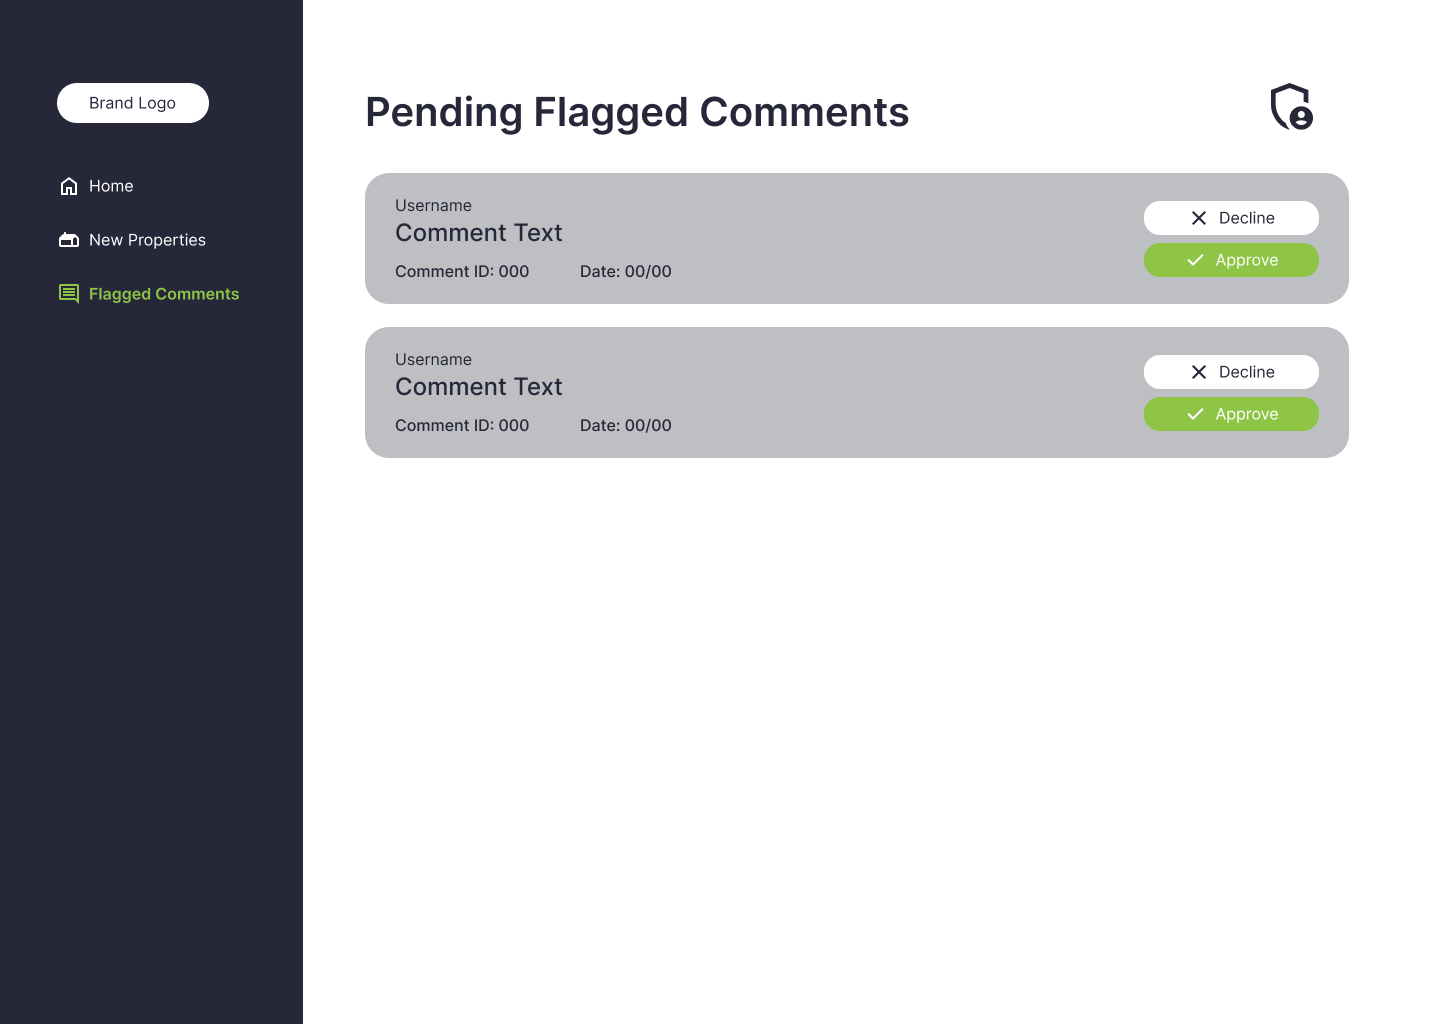 Brand Logo
Home
New Properties
Flagged Comments
Pending Flagged Comments
Username
Comment Text
Comment ID: 000 Date: 00/00
Decline
Approve
Username
Comment Text
Comment ID: 000 Date: 00/00
Decline
Approve